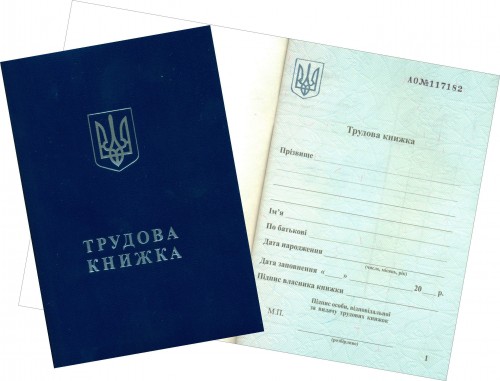 ТРУДОВА
КНИЖКА
АО№117182
Трудова книжка
Прізвище
Ім'я
По батькові
Дата народження
(число, місяць, рік)
Дата заповнення « » 20 р.
Підпис власника книжки
Підпис особи, відповідальної
за видачу трудових книжок
М.П.
(розбірливо)
1